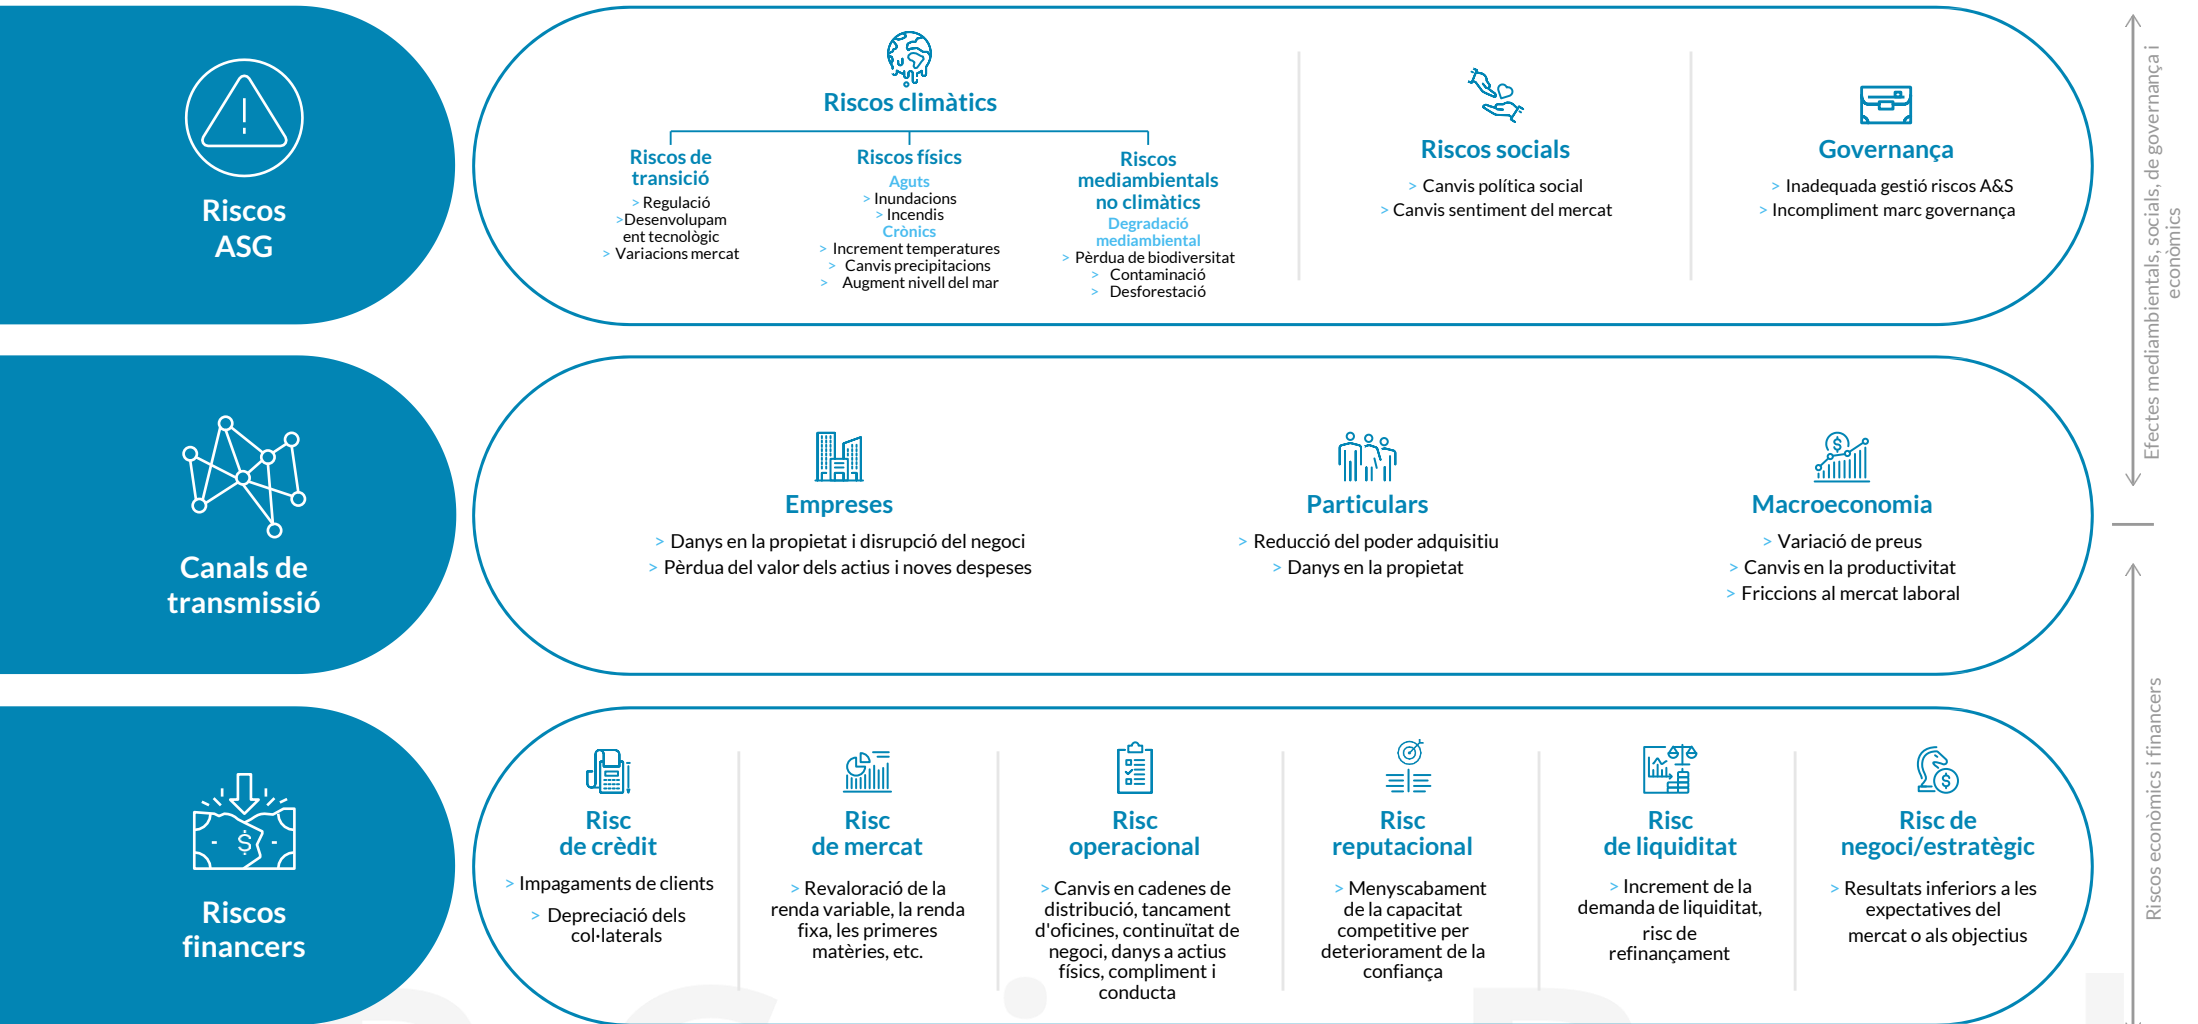 Riscos
ASG
Riscos climàtics
Riscos de
transició
> Regulació
>Desenvolupam
ent tecnològic
> Variacions mercat
Riscos físics
Aguts
> Inundacions
> Incendis
Crònics
> Increment temperatures
> Canvis precipitacions
> Augment nivell del mar
Riscos
mediambientals
no climàtics
Degradació
mediambiental
> Pèrdua de biodiversitat
> Contaminació
> Desforestació
Riscos socials
> Canvis política social
> Canvis sentiment del mercat
Governança
> Inadequada gestió riscos A&S
> Incompliment marc governança
Efectes mediambientals, socials, de governança i
econòmics
Canals de
transmissió
Empreses
> Danys en la propietat i disrupció del negoci
> Pèrdua del valor dels actius i noves despeses
Particulars
> Reducció del poder adquisitiu
> Danys en la propietat
Macroeconomia
> Variació de preus
> Canvis en la productivitat
> Friccions al mercat laboral
Riscos
financers
Risc
de crèdit
> Impagaments de clients
> Depreciació dels
col·laterals
Risc
de mercat
> Revaloració de la
renda variable, la renda
fixa, les primeres
matèries, etc.
Risc
operacional
> Canvis en cadenes de
distribució, tancament
d'oficines, continuïtat de
negoci, danys a actius
físics, compliment i
conducta
Risc
reputacional
> Menyscabament
de la capacitat
competitive per
deteriorament de la
confiança
Risc
de liquiditat
> Increment de la
demanda de liquiditat,
risc de
refinançament
Risc de
negoci/estratègic
> Resultats inferiors a les
expectatives del
mercat o als objectius
Riscos econòmics i financers